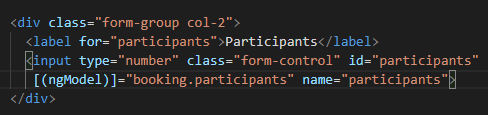 <div class="form-group col-2">
<label for="participants">Participants</label>
<input type="number" class="form-control" id="participants"
[(ngModel)]="booking.participants" name="participants">
</div>